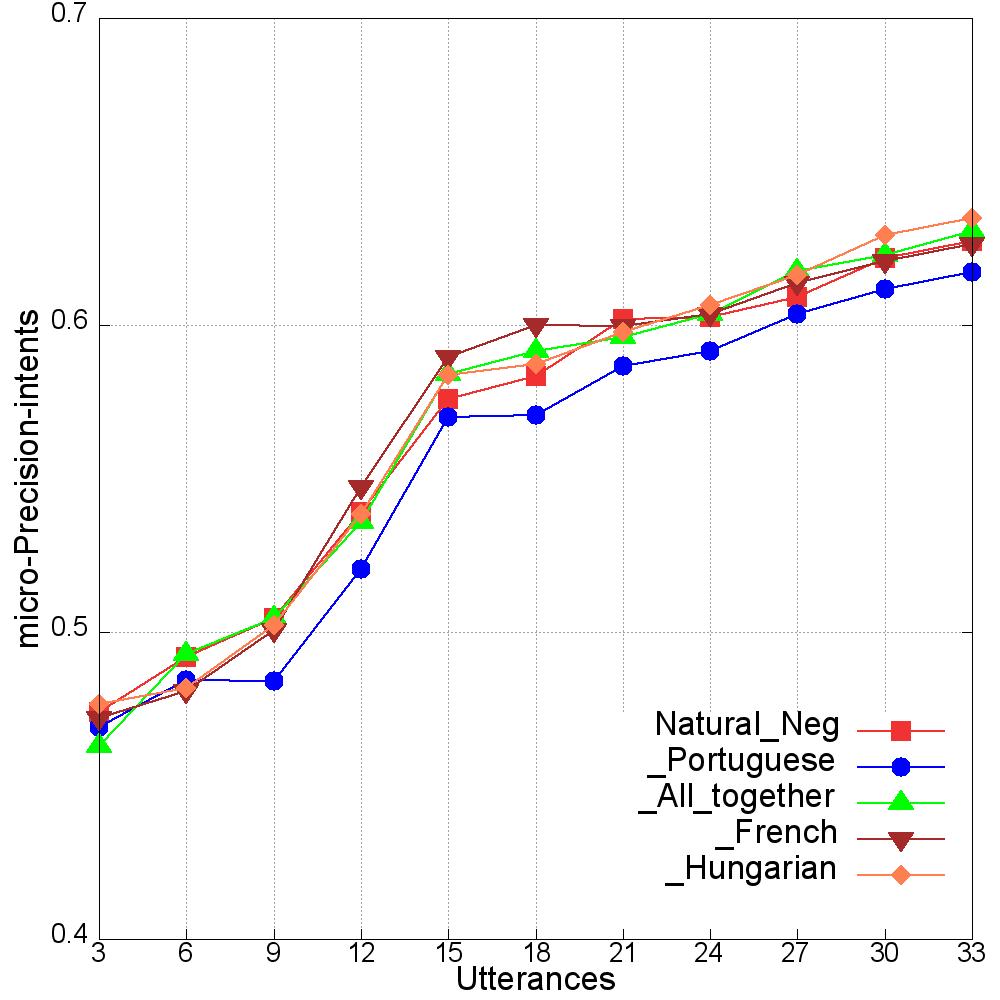 0.7
0.6
0.5
0.4
micro-Precision-intents
Natural_Neg
_Portuguese
_All_together
_French
_Hungarian
3 6 9 12 15 18 21 24 27 30 33
Utterances